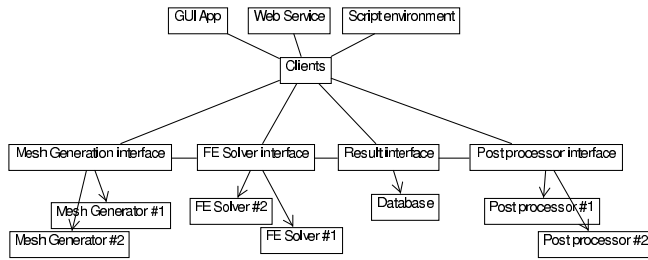 GUI App
Web Service
Script environment
Clients
Mesh Generation interface
FE Solver interface
Result interface
Post processor interface
Mesh Generator #1
Mesh Generator #2
FE Solver #2
FE Solver #1
Database
Post processor #1
Post processor #2